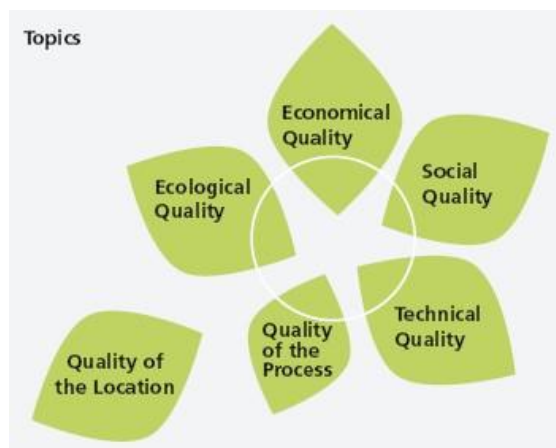 Topics
Economical
Quality
Social
Quality
Ecological
Quality
Technical
Quality
Quality
of the
Process
Quality of
the Location